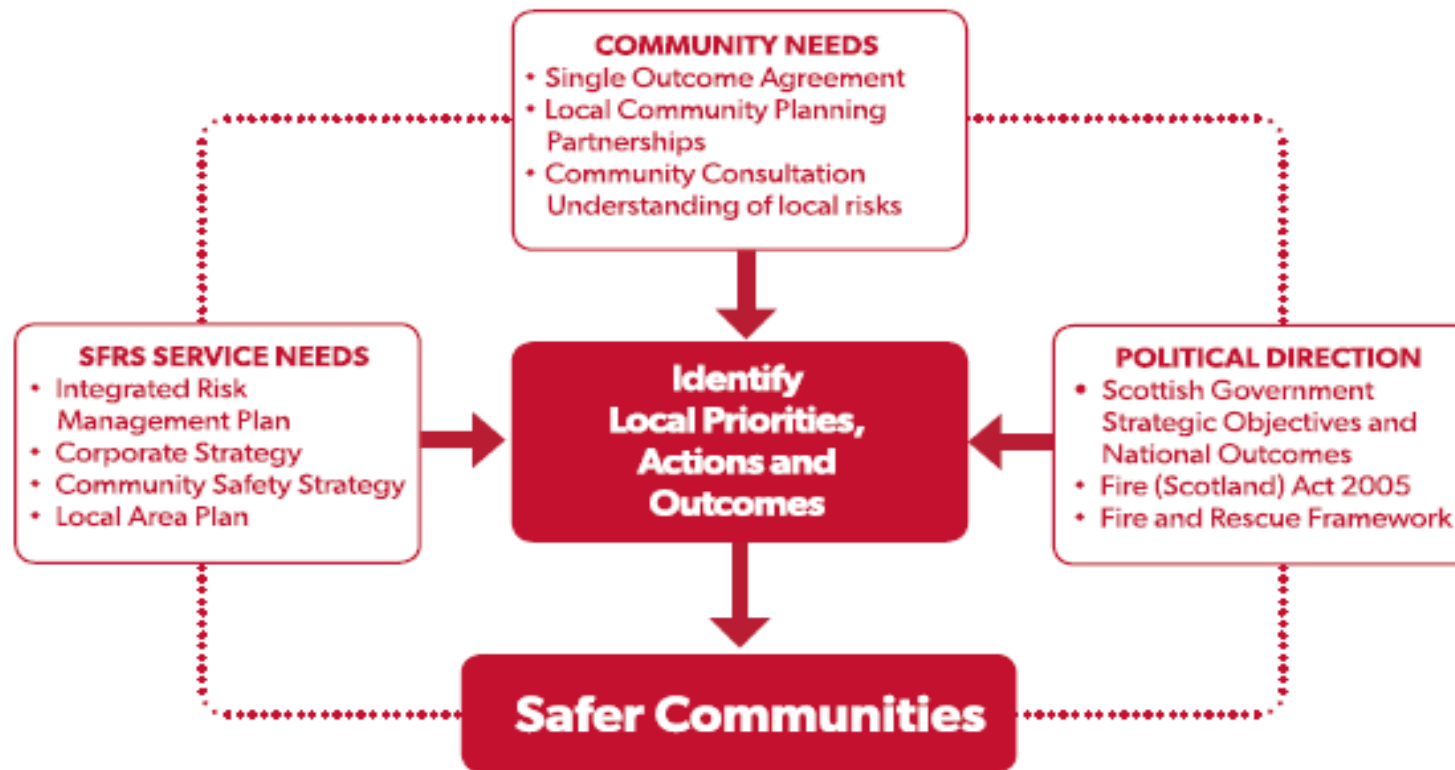 COMMUNITY NEEDS
• Single Outcome Agreement
• Local Community Planning
Partnerships
• Community Consultation
Understanding of local risks
SFRS SERVICE NEEDS
• Integrated Risk
Management Plan
• Corporate Strategy
• Community Safety Strategy
• Local Area Plan
Identify
Local Priorities,
Actions and
Outcomes
POLITICAL DIRECTION
• Scottish Government
Strategic Objectives and
National Outcomes
• Fire (Scotland) Act 2005
• Fire and Rescue Framework
Safer Communities